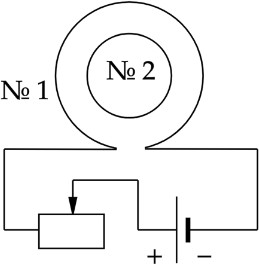 № 2
№ 1
+ −